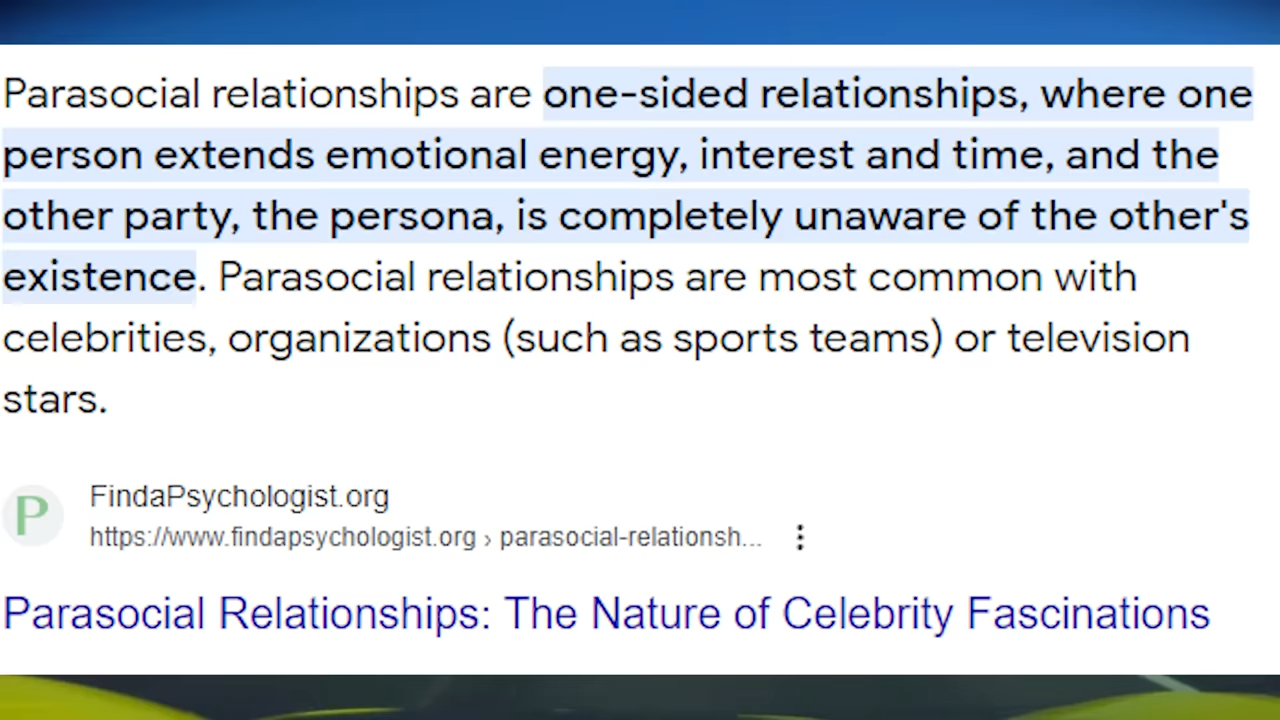 Parasocial relationships are one-sided relationships, where one
person extends emotional energy, interest and time, and the
other party, the persona, is completely unaware of the other's
existence. Parasocial relationships are most common with
celebrities, organizations (such as sports teams) or television
stars.
P
FindaPsychologist.org
https://www.findapsychologist.org › parasocial-relationsh...
Parasocial Relationships: The Nature of Celebrity Fascinations